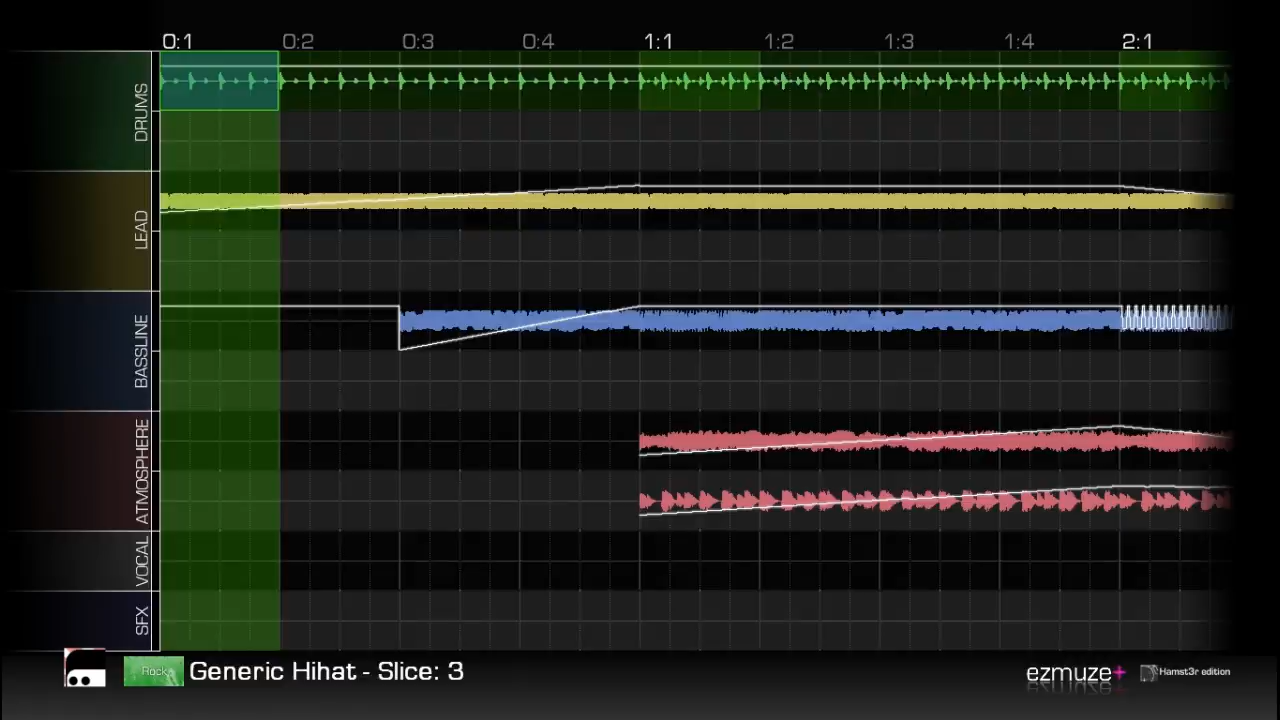 0:1 0:2 0:3 0:4 1:1 1:2 1:3 1:4 2:1
DRUMS
LEAD
BASSLINE
ATMOSPHERE
VOCAL
SFX
Rock Generic Hihat - Slice: 3 ezmuze+ Hamst3r edition